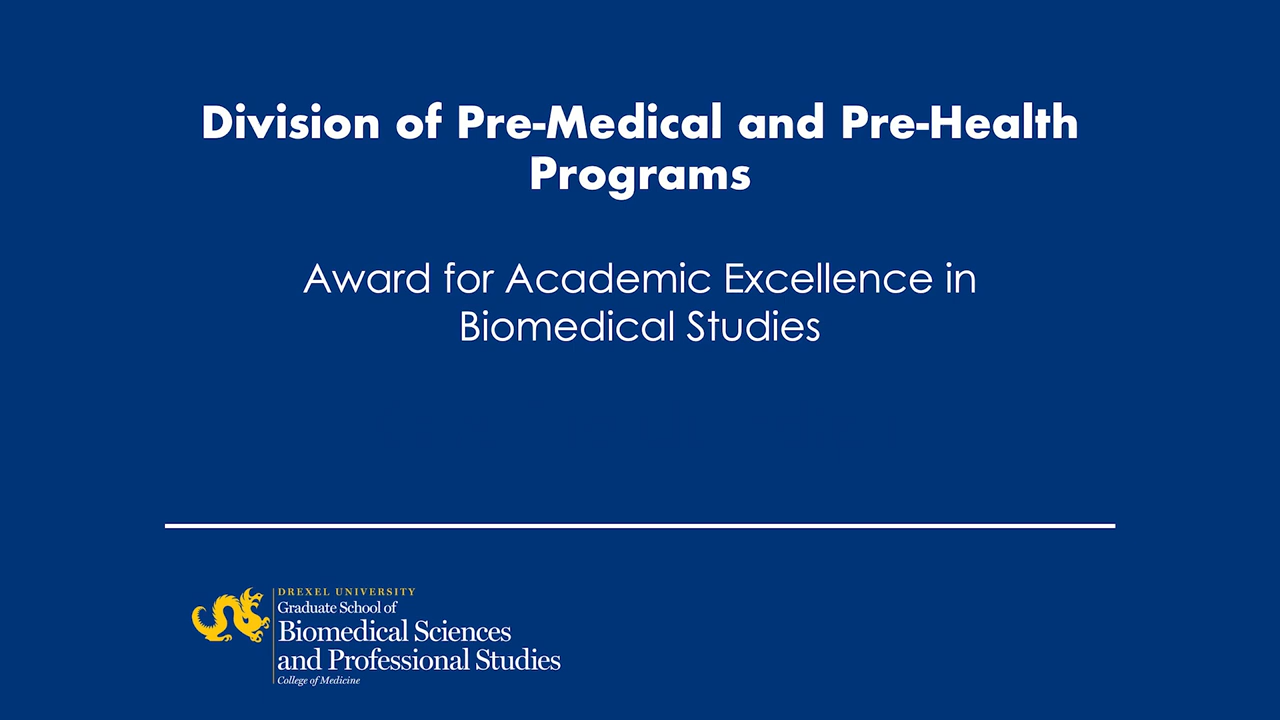 Division of Pre-Medical and Pre-Health
Programs
Award for Academic Excellence in
Biomedical Studies
DREXEL UNIVERSITY
Graduate School of
Biomedical Sciences
and Professional Studies
College of Medicine